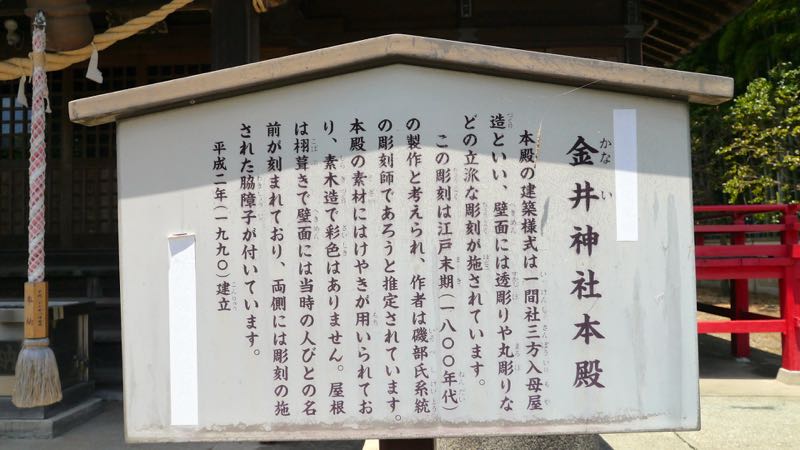 金井神社本殿
本殿の建築様式は一間社三方入母屋
造といい、壁面には透彫りや丸彫りな
どの立派な彫刻が施されています。
この彫刻は江戸末期(一八〇〇年代)
の製作と考えられ、作者は磯部氏系統
の彫刻師であろうと推定されています。
本殿の素材にはけやきが用いられてお
り、素木造で彩色はありません。屋根
は栩葺きで壁面には当時の人びとの名
前が刻まれており、両側には彫刻の施
された脇障子が付いています。
平成二年(一九九〇)建立
奉納